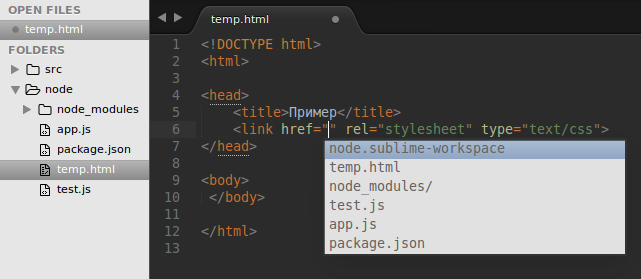 OPEN FILES
temp.html
FOLDERS
src
node
node_modules
app.js
package.json
temp.html
test.js
temp.html
1 <!DOCTYPE html>
2 <html>
3
4 <head>
5 <title>Пример</title>
6 <link href="" rel="stylesheet" type="text/css">
7 </head>
8
9 <body>
10 </body>
11
12 </html>
13
node.sublime-workspace
temp.html
node_modules/
test.js
app.js
package.json